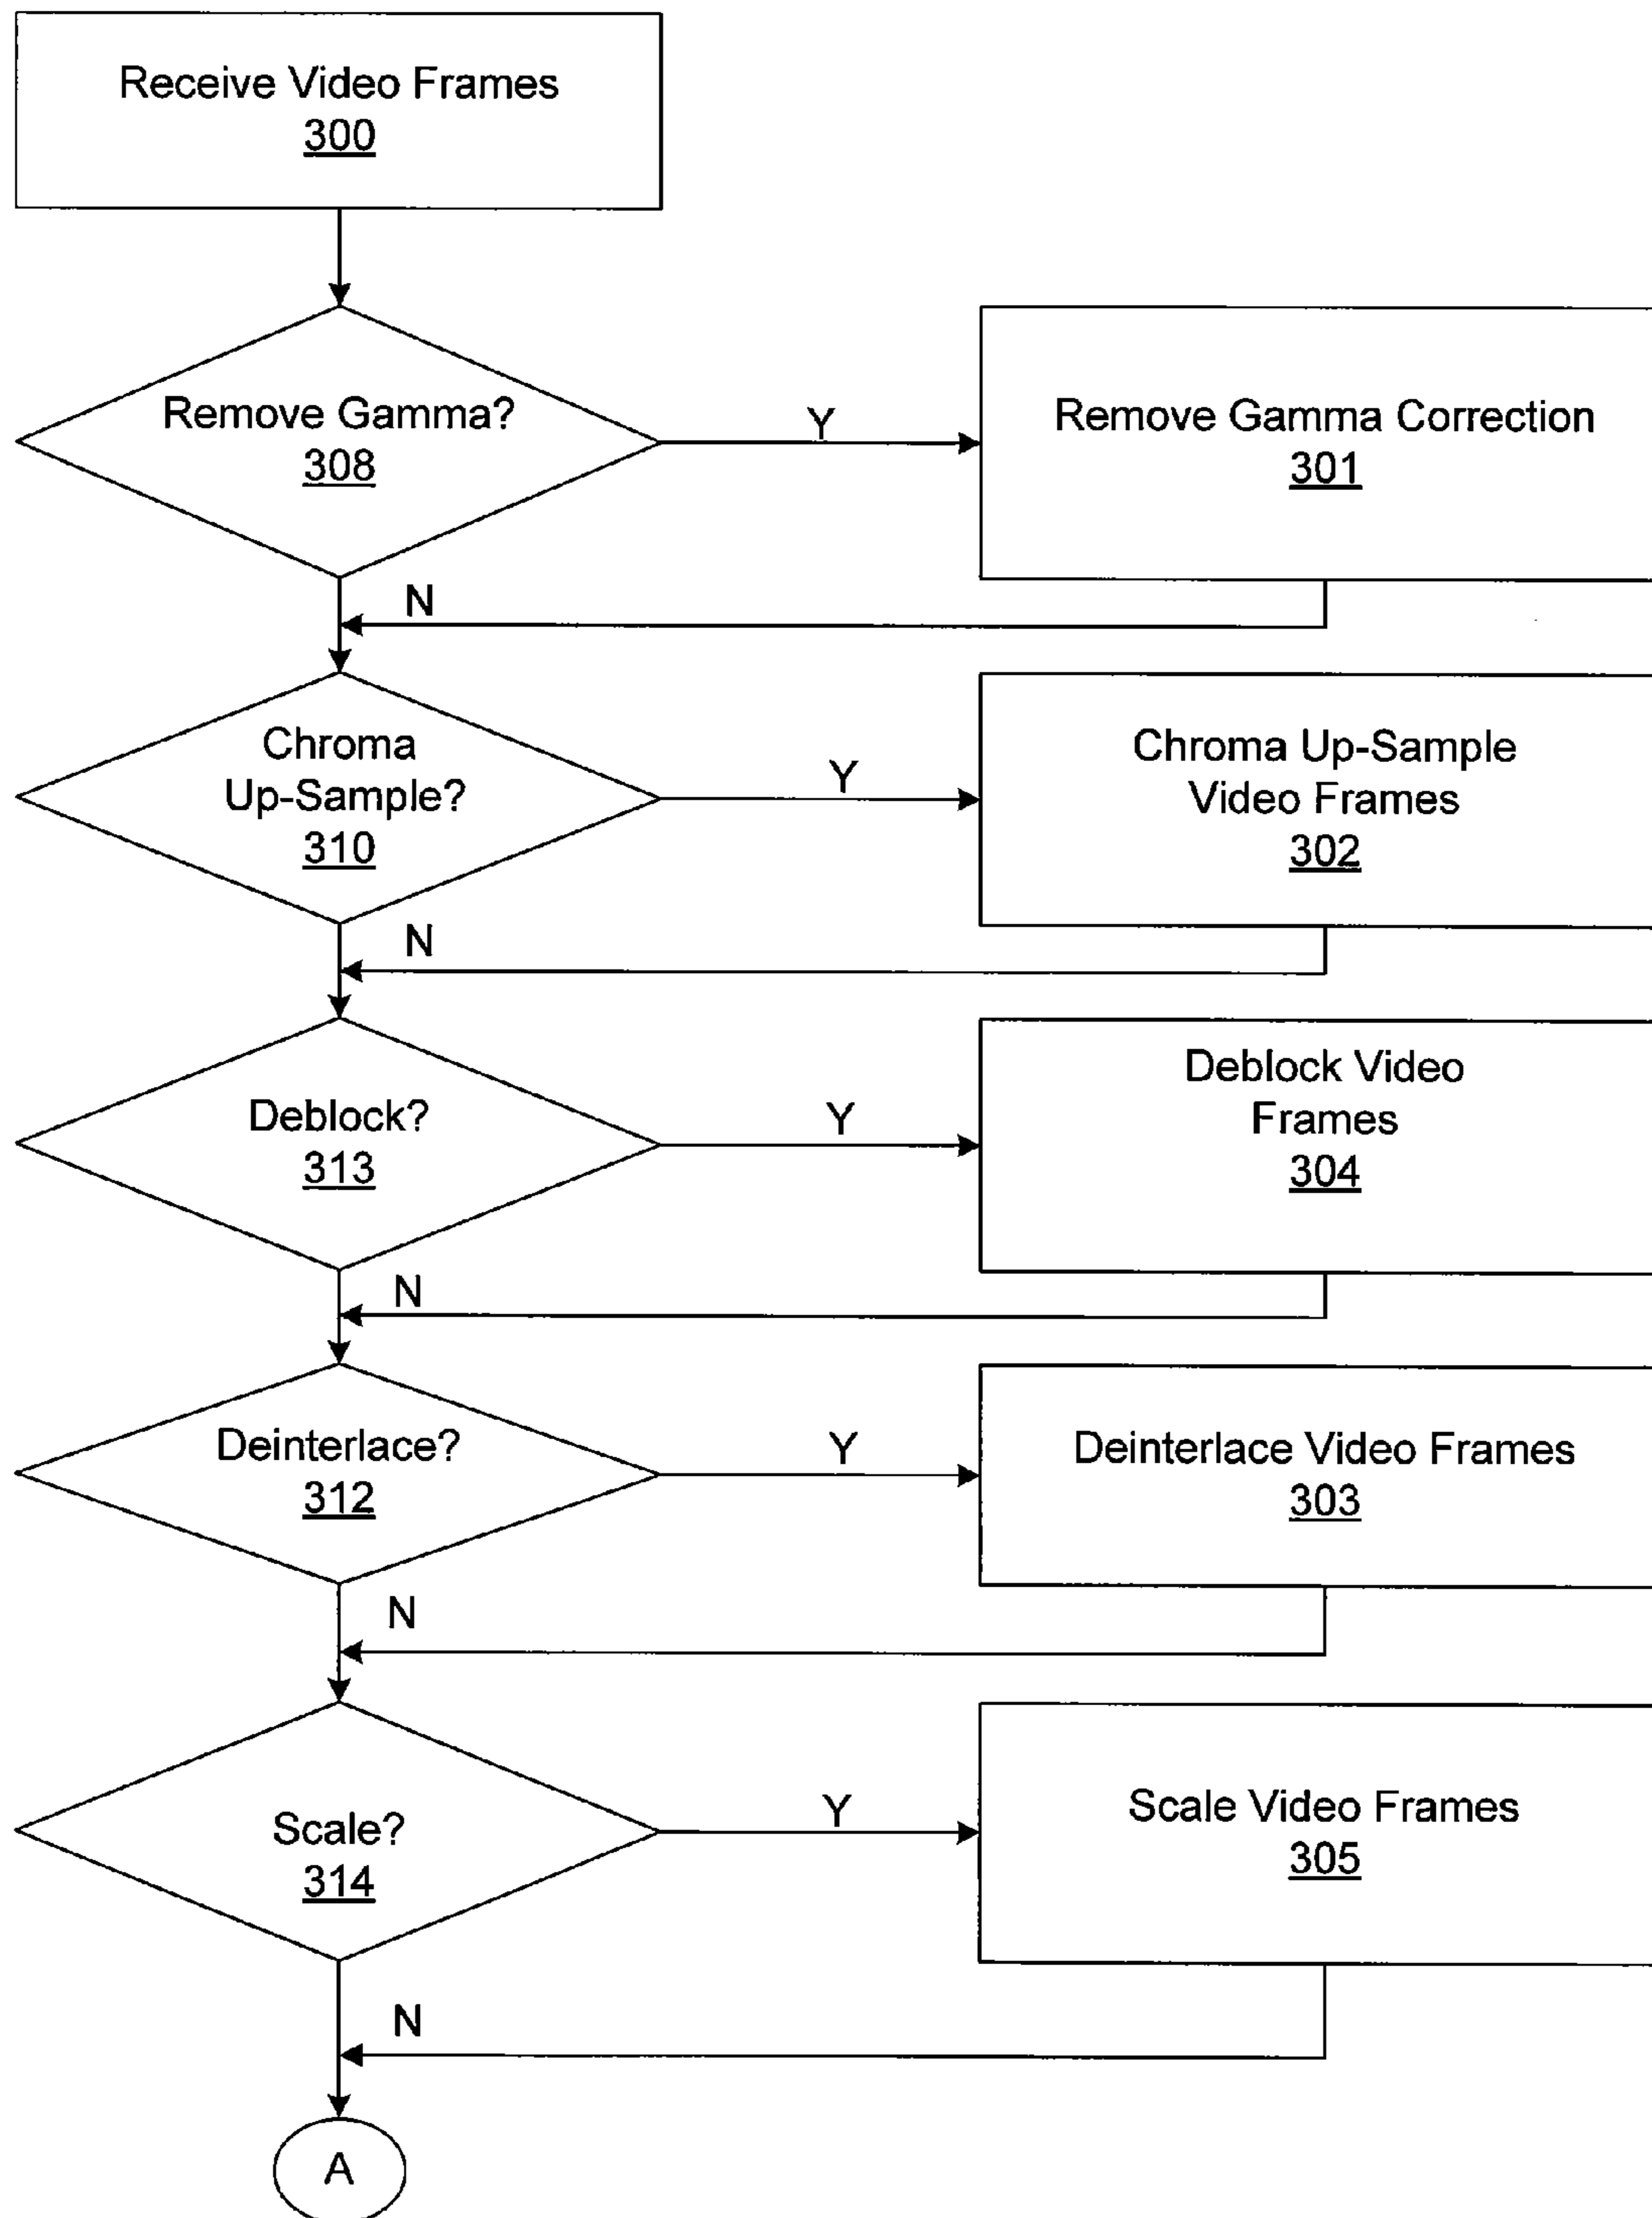 Receive Video Frames
300
Remove Gamma?
308
Y
Remove Gamma Correction
301
N
Chroma
Up-Sample?
310
Y
Chroma Up-Sample
Video Frames
302
N
Deblock?
313
Y
Deblock Video
Frames
304
N
Deinterlace?
312
Y
Deinterlace Video Frames
303
N
Scale?
314
Y
Scale Video Frames
305
N
A